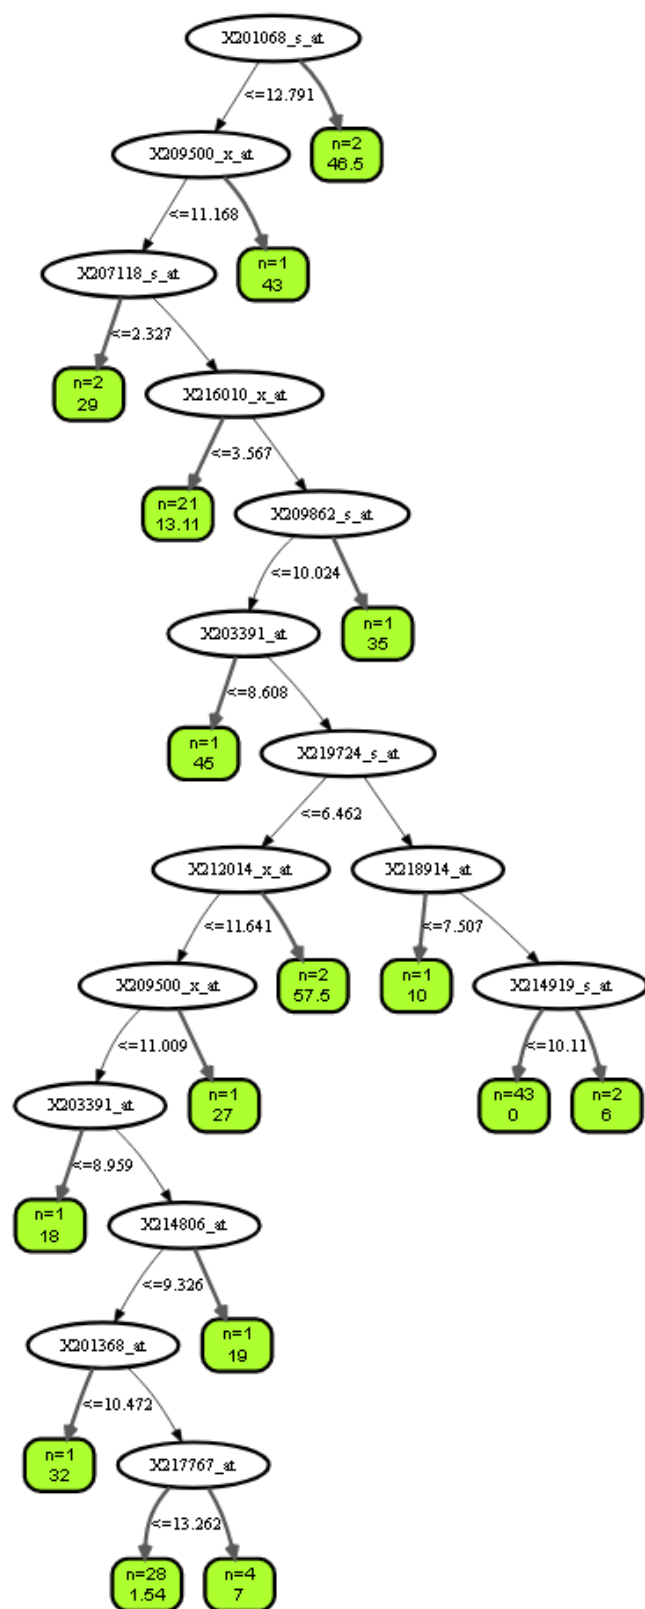 X201068_s_at
<=12.791
n=2
46.5
X209500_x_at
<=11.168
n=1
43
X207118_s_at
<=2.327
n=2
29
X216010_x_at
<=3.567
n=21
13.11
X209862_s_at
<=10.024
n=1
35
X203391_at
<=8.608
n=1
45
X219724_s_at
<=6.462
X212014_x_at
X218914_at
<=11.641
<=7.507
n=2
57.5
n=1
10
X209500_x_at
X214919_s_at
<=11.009
<=10.11
n=1
27
n=43
0
n=2
6
X203391_at
<=8.959
n=1
18
X214806_at
<=9.326
n=1
19
X201368_at
<=10.472
n=1
32
X217767_at
<=13.262
n=28
1.54
n=4
7